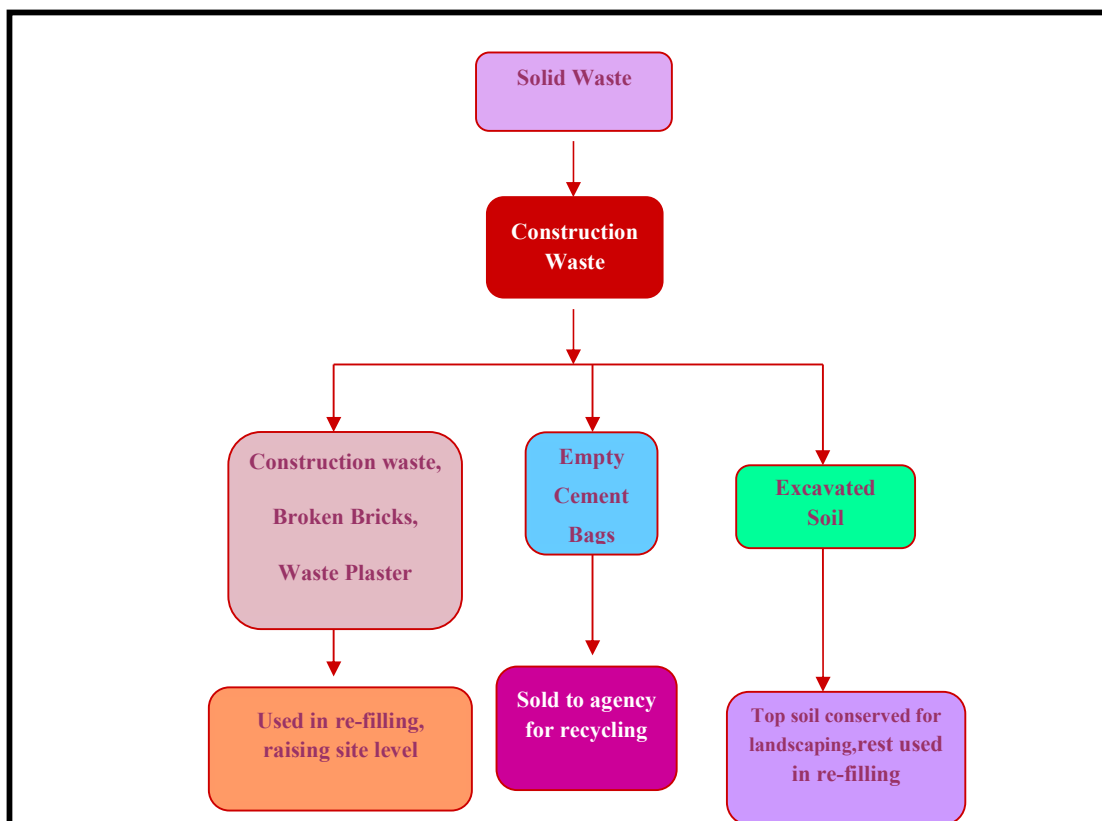 Solid Waste
Construction
Waste
Construction waste,
Broken Bricks,
Waste Plaster
Empty
Cement
Bags
Excavated
Soil
Used in re-filling,
raising site level
Sold to agency
for recycling
Top soil conserved for
landscaping,rest used
in re-filling